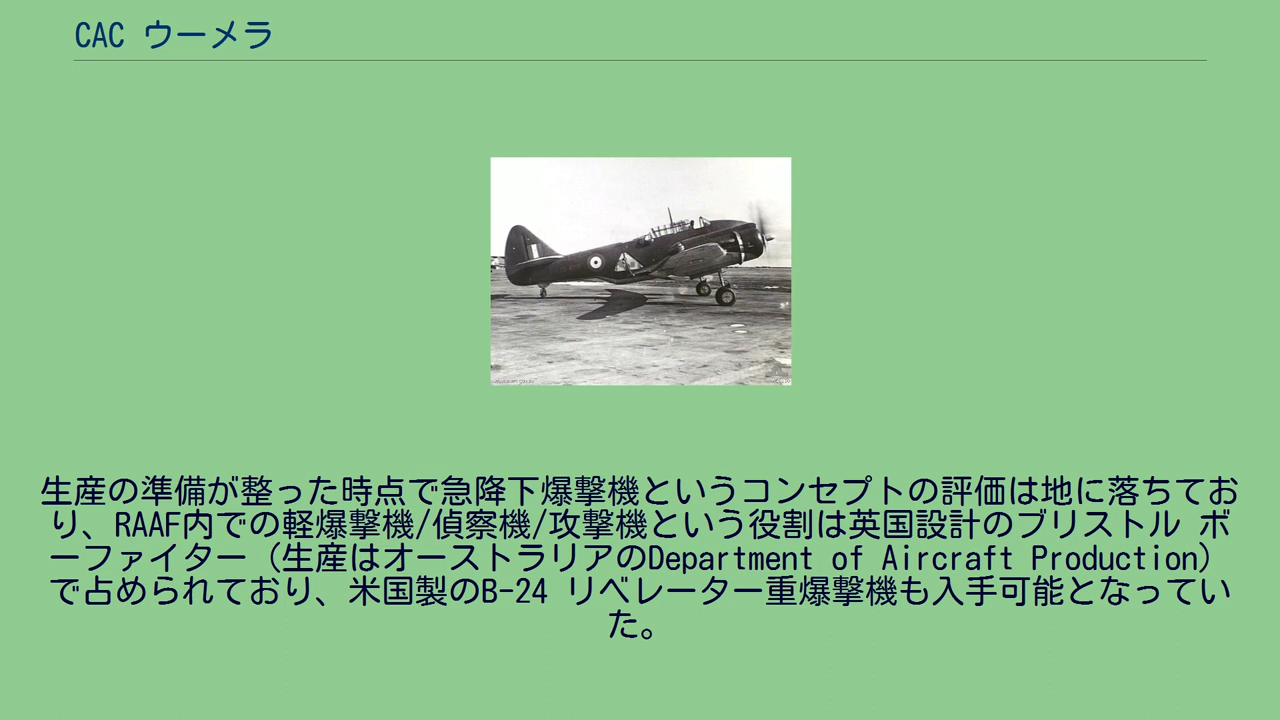 CAC ウーメラ
生産の準備が整った時点で急降下爆撃機というコンセプトの評価は地に落ちてお
り、RAAF内での軽爆撃機/偵察機/攻撃機という役割は英国設計のブリストル ボ
ーファイター（生産はオーストラリアのDepartment of Aircraft Production）
で占められており、米国製のB-24 リベレーター重爆撃機も入手可能となってい
た。